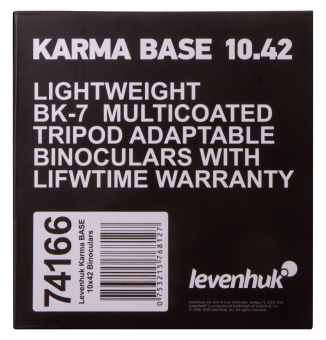 KARMA BASE 10.42
LIGHTWEIGHT
BK-7 MULTICOATED
TRIPOD ADAPTABLE
BINOCULARS WITH
LIFWTIME WARRANTY
74166
Levenhuk Karma BASE
10x42 Binoculars
0753215768127
levenhuk